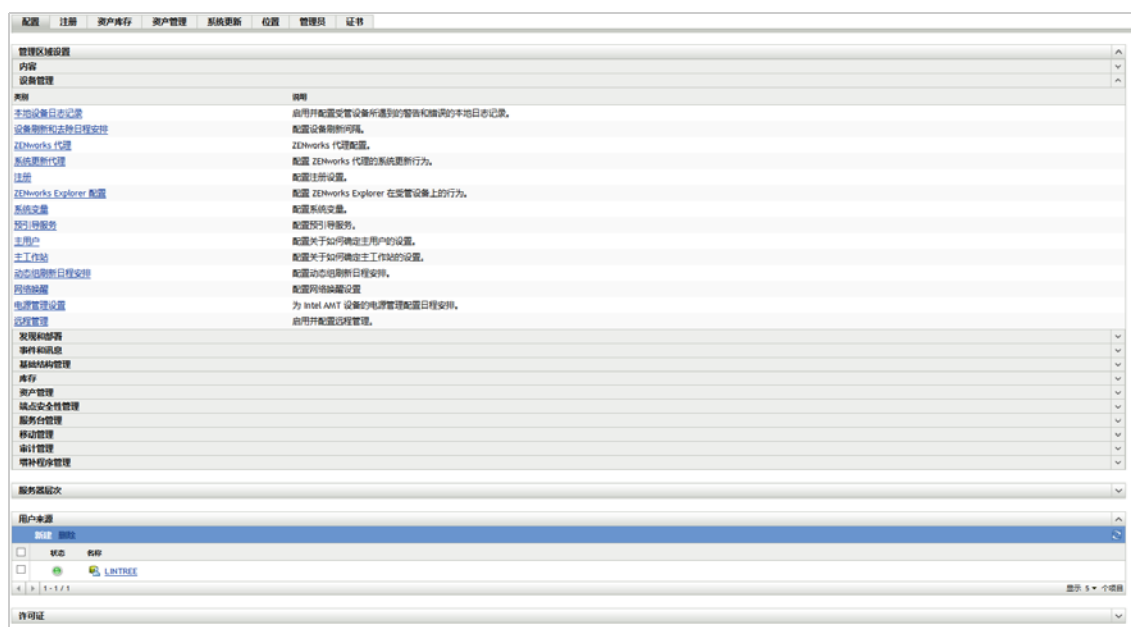 配置 注册 资产库存 资产管理 系统更新 位置 管理员 证书
管理区域设置
内容
设备管理
类别 说明
本地设备日志记录 启用并配置受管设备所遇到的警告和错误的本地日志记录。
设备刷新和去除日程安排 配置设备刷新间隔。
ZENworks 代理 ZENworks 代理配置。
系统更新代理 配置 ZENworks 代理的系统更新行为。
注册 配置注册设置。
ZENworks Explorer 配置 配置 ZENworks Explorer 在受管设备上的行为。
系统变量 配置系统变量。
预引导服务 配置预引导服务。
主用户 配置关于如何确定主用户的设置。
主工作站 配置关于如何确定主工作站的设置。
动态组刷新日程安排 配置动态组刷新日程安排。
网络唤醒 配置网络唤醒设置
电源管理设置 为 Intel AMT 设备的电源管理配置日程安排。
远程管理 启用并配置远程管理。
发现和部署
事件和讯息
基础结构管理
库存
资产管理
端点安全性管理
服务台管理
移动管理
审计管理
增补程序管理
服务器层次
用户来源
新建 删除
状态 名称
LINTREE
1 - 1 / 1 显示 5 个项目
许可证